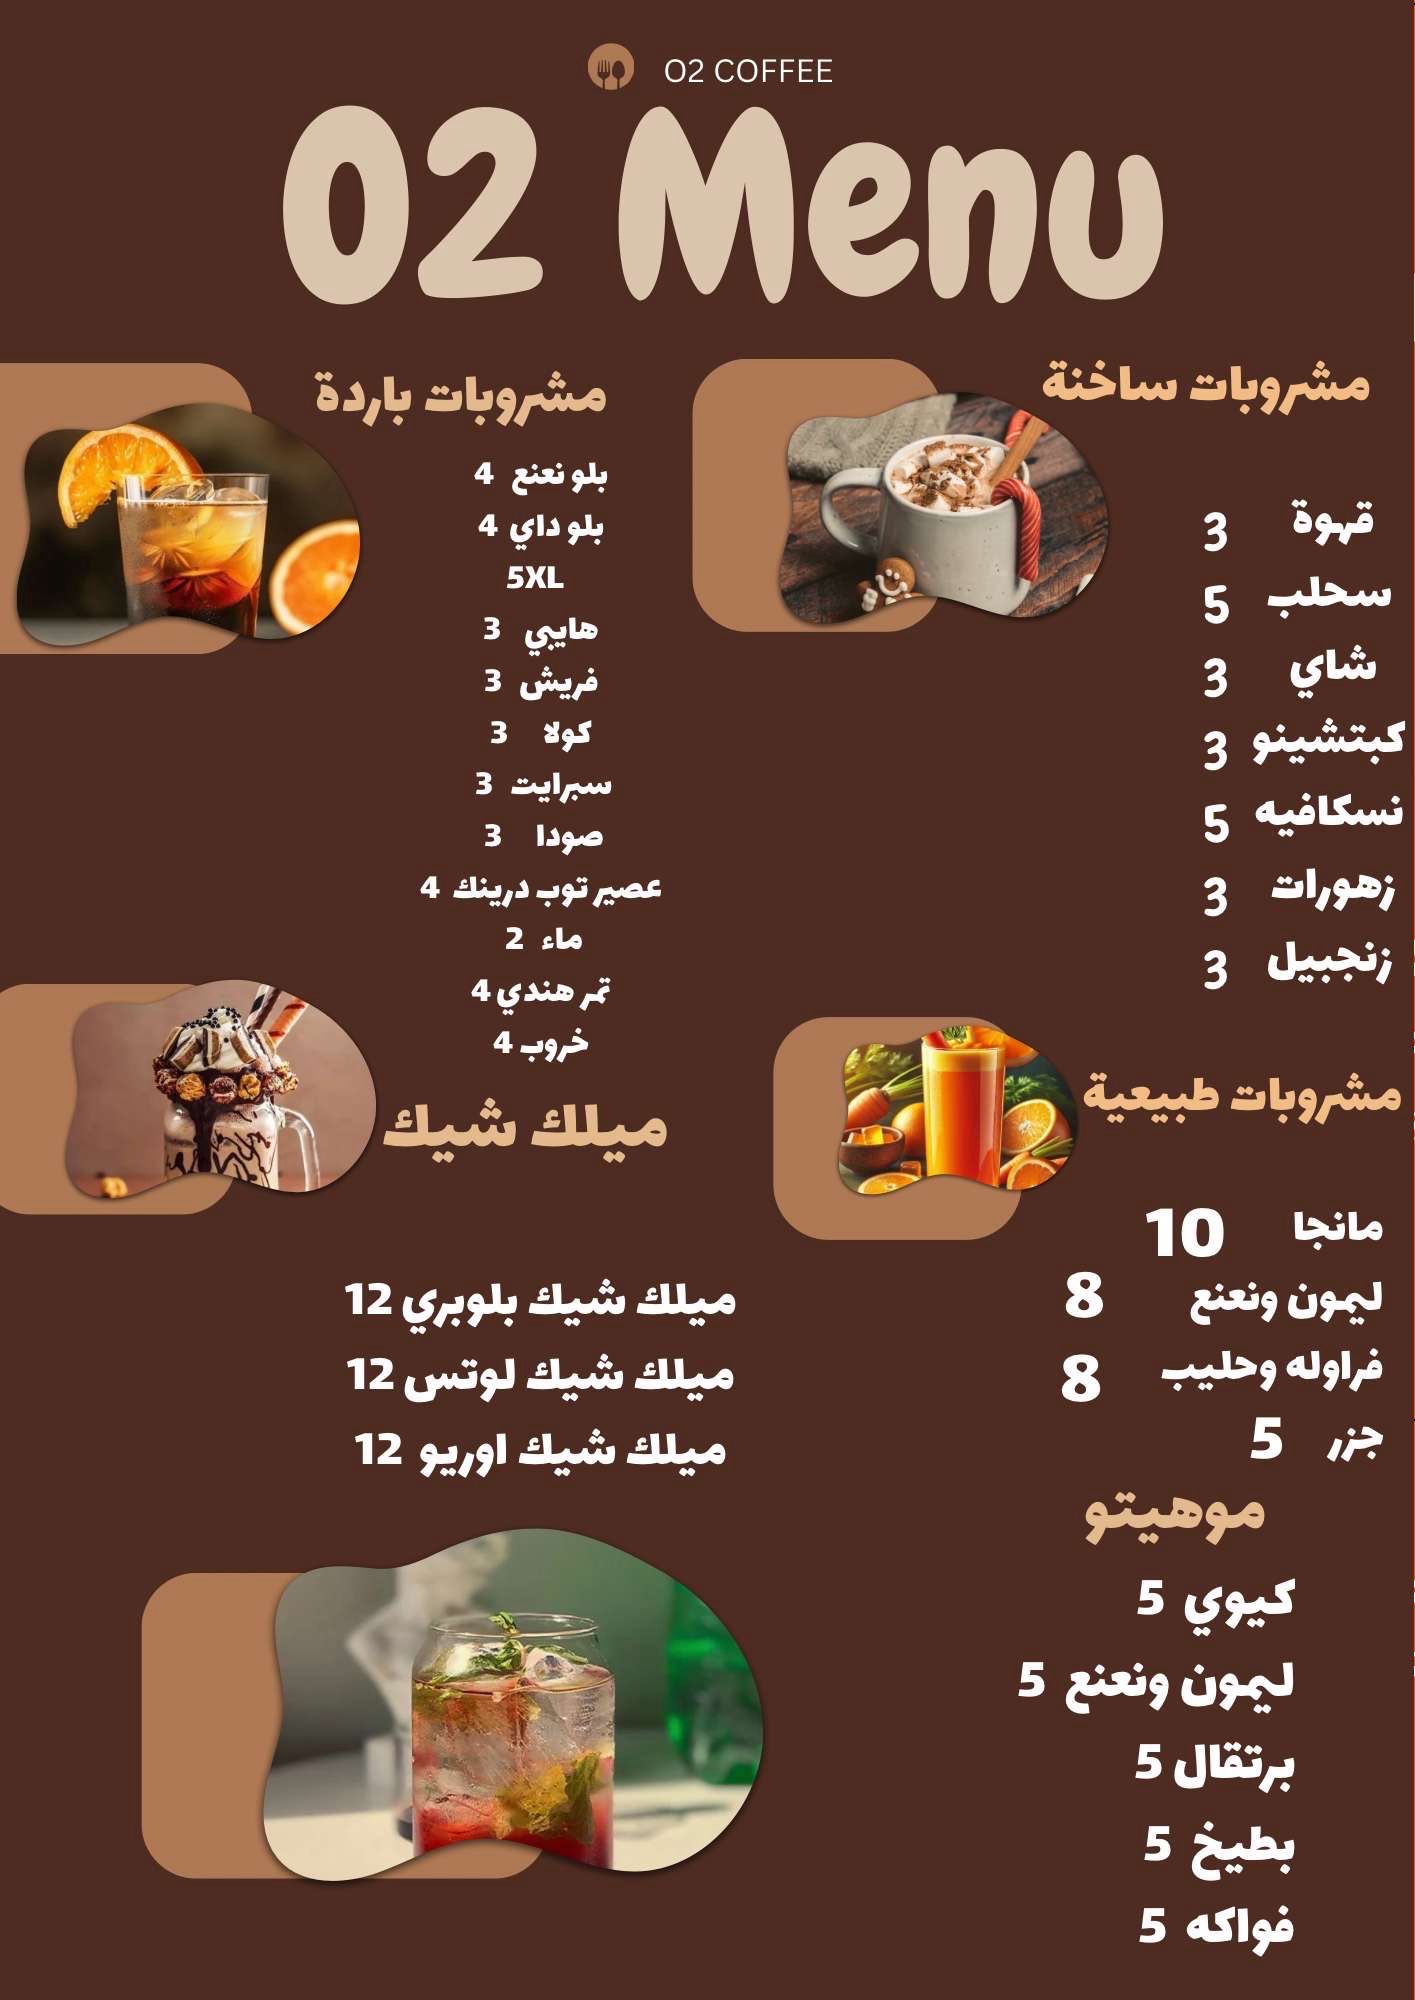 O2 COFFEE
O2 Menu
مشروبات ساخنة
قهوة 3
سحلب 5
شاي 3
كبتشينو 3
نسكافيه 5
زهورات 3
زنجبيل 3
مشروبات باردة
بلو نعنع 4
بلو داي 4
5XL
هايبي 3
فريش 3
كولا 3
سبرايت 3
صودا 3
عصير توب درينك 4
ماء 2
تمر هندي 4
خروب 4
مشروبات طبيعية
مانجا 10
ليمون ونعنع 8
فراوله وحليب 8
جزر 5
ميلك شيك
ميلك شيك بلوبري 12
ميلك شيك لوتس 12
ميلك شيك اوريو 12
موهيتو
كيوي 5
ليمون ونعنع 5
برتقال 5
بطيخ 5
فواكه 5